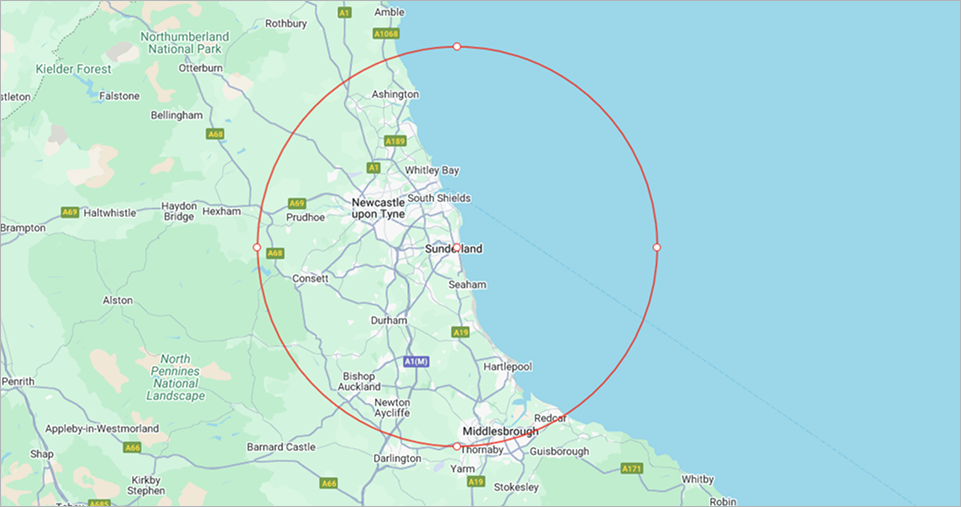 Amble
A1
Rothbury
A1068
Northumberland
National Park
Kielder Forest
Otterburn
stleton
Falstone
Ashington
Bellingham
A68
A189
A1
Whitley Bay
South Shields
A69
Newcastle
upon Tyne
A69
Haltwhistle
Haydon
Bridge
Hexham
Prudhoe
Brampton
Sunderland
A68
Consett
Seaham
Alston
Durham
A19
A1(M)
North
Pennines
National
Landscape
Hartlepool
Penrith
Bishop
Auckland
Newton
Aycliffe
Redcar
Appleby-in-Westmorland
Middlesbrough
A66
Barnard Castle
Thornaby
Guisborough
Shap
Darlington
Yarm
A171
Kirkby
Stephen
A66
A19
Stokesley
Whitby
A685
Robin